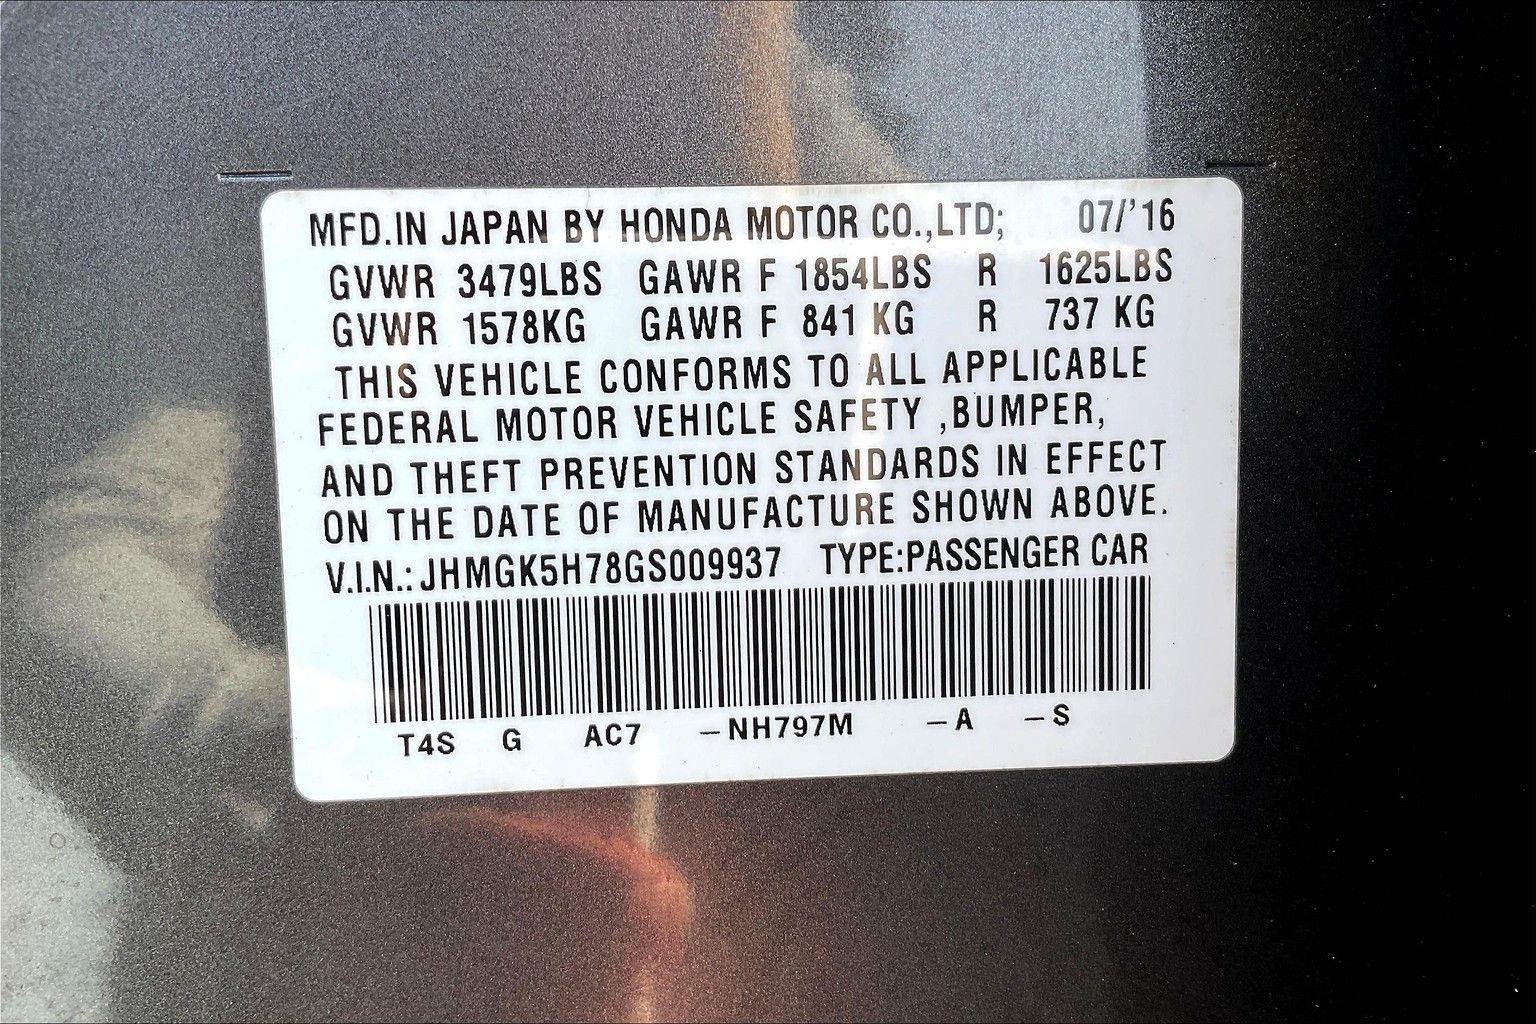 MFD.IN JAPAN BY HONDA MOTOR CO.,LTD; 07/'16
GVWR 3479LBS GAWR F 1854LBS R 1625LBS
GVWR 1578KG GAWR F 841 KG R 737 KG
THIS VEHICLE CONFORMS TO ALL APPLICABLE
FEDERAL MOTOR VEHICLE SAFETY ,BUMPER,
AND THEFT PREVENTION STANDARDS IN EFFECT
ON THE DATE OF MANUFACTURE SHOWN ABOVE.
V.I.N.: JHMGK5H78GS009937 TYPE:PASSENGER CAR
T4S G AC7 –NH797M –A –S